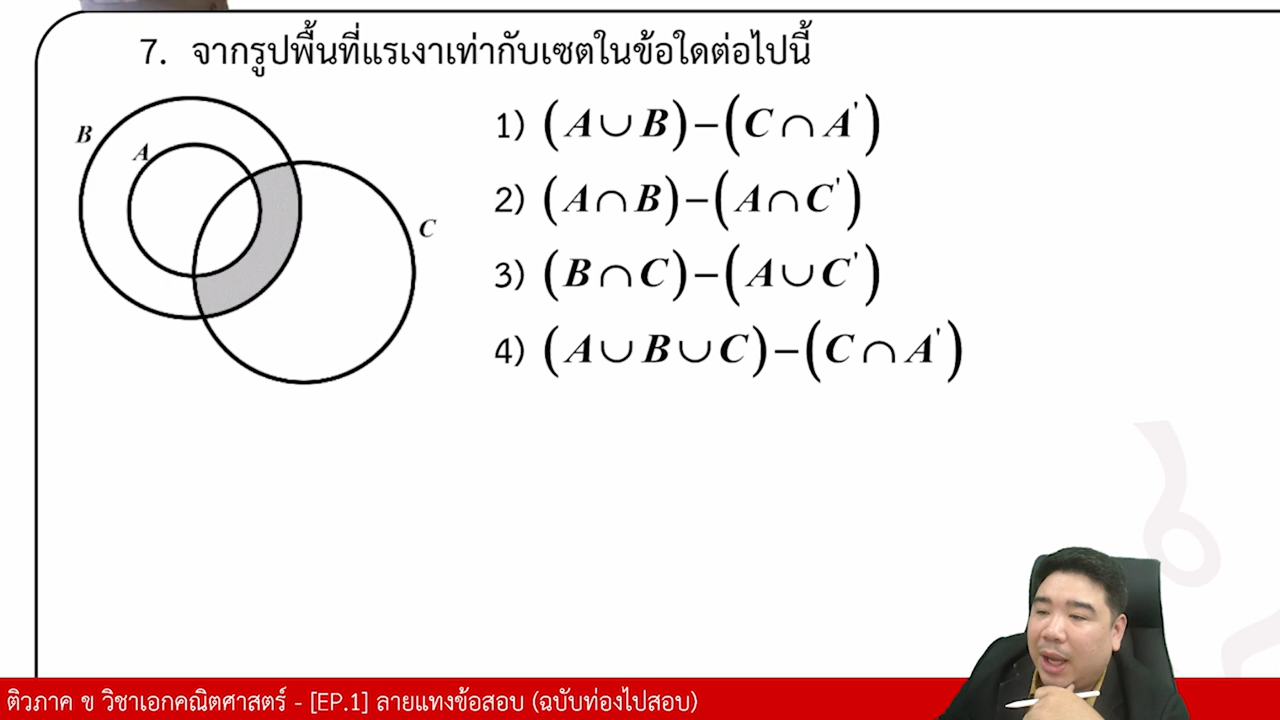 7. จากรูปพื้นที่แรเงาเท่ากับเซตในข้อใดต่อไปนี้
B
A
C
1) (A∪B)−(C∩A')
2) (A∩B)−(A∩C')
3) (B∩C)−(A∪C')
4) (A∪B∪C)−(C∩A')
ติวภาค ข วิชาเอกคณิตศาสตร์ - [EP.1] ลายแทงข้อสอบ (ฉบับท่องไปสอบ)